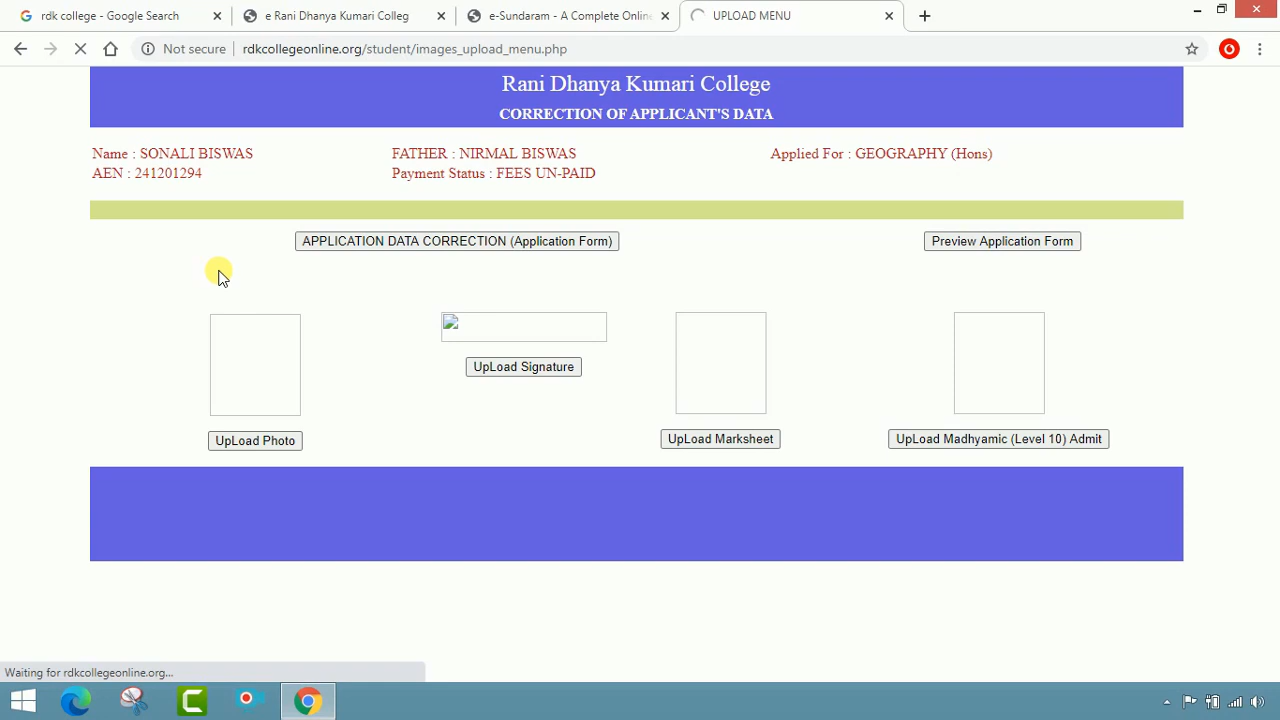 rdk college - Google Search
e Rani Dhanya Kumari Colleg
e-Sundaram - A Complete Online
UPLOAD MENU
Not secure
rdkcollegeonline.org/student/images_upload_menu.php
Rani Dhanya Kumari College
CORRECTION OF APPLICANT'S DATA
Name : SONALI BISWAS
FATHER : NIRMAL BISWAS
Applied For : GEOGRAPHY (Hons)
AEN : 241201294
Payment Status : FEES UN-PAID
APPLICATION DATA CORRECTION (Application Form)
Preview Application Form
UpLoad Signature
UpLoad Photo
UpLoad Marksheet
UpLoad Madhyamic (Level 10) Admit
Waiting for rdkcollegeonline.org...